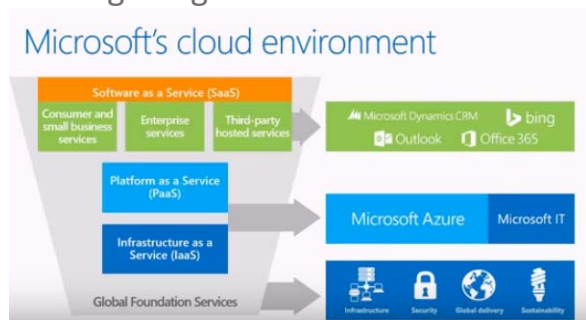 Microsoft's cloud environment
Software as a Service (SaaS)
Consumer and
small business
services
Enterprise
services
Third-party
hosted services
Microsoft Dynamics CRM
bing
Outlook
Office 365
Platform as a Service
(PaaS)
Infrastructure as a
Service (IaaS)
Microsoft Azure
Microsoft IT
Global Foundation Services
Infrastructure
Security
Global delivery
Sustainability